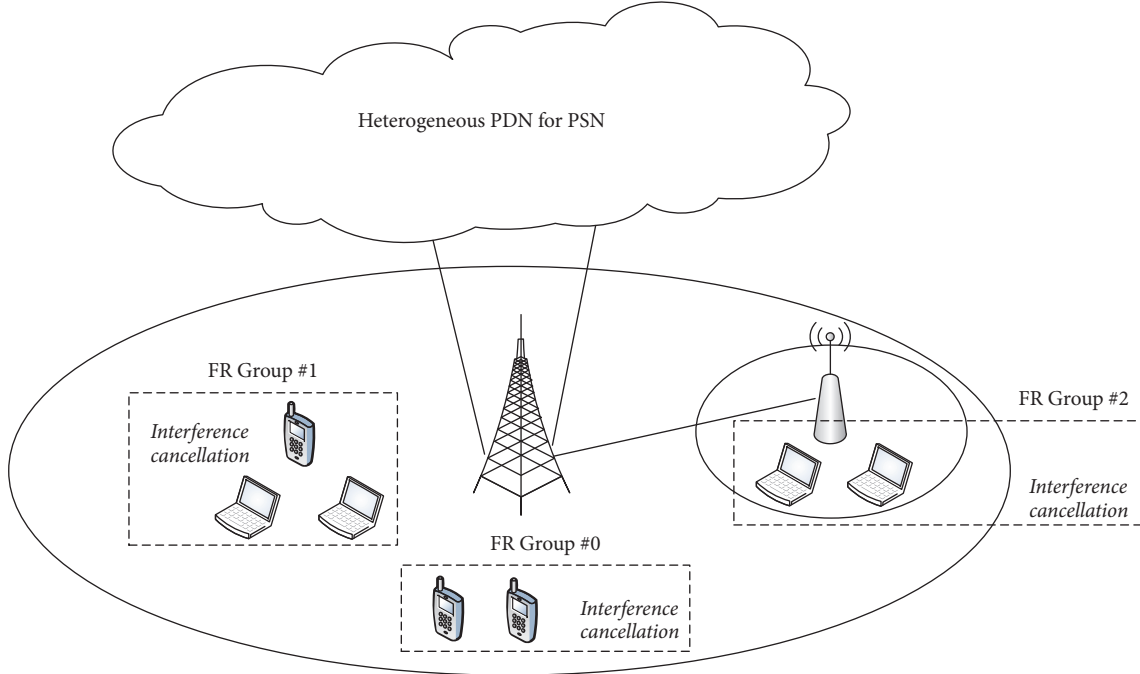 Heterogeneous PDN for PSN
FR Group #1
Interference
cancellation
FR Group #2
Interference
cancellation
FR Group #0
Interference
cancellation